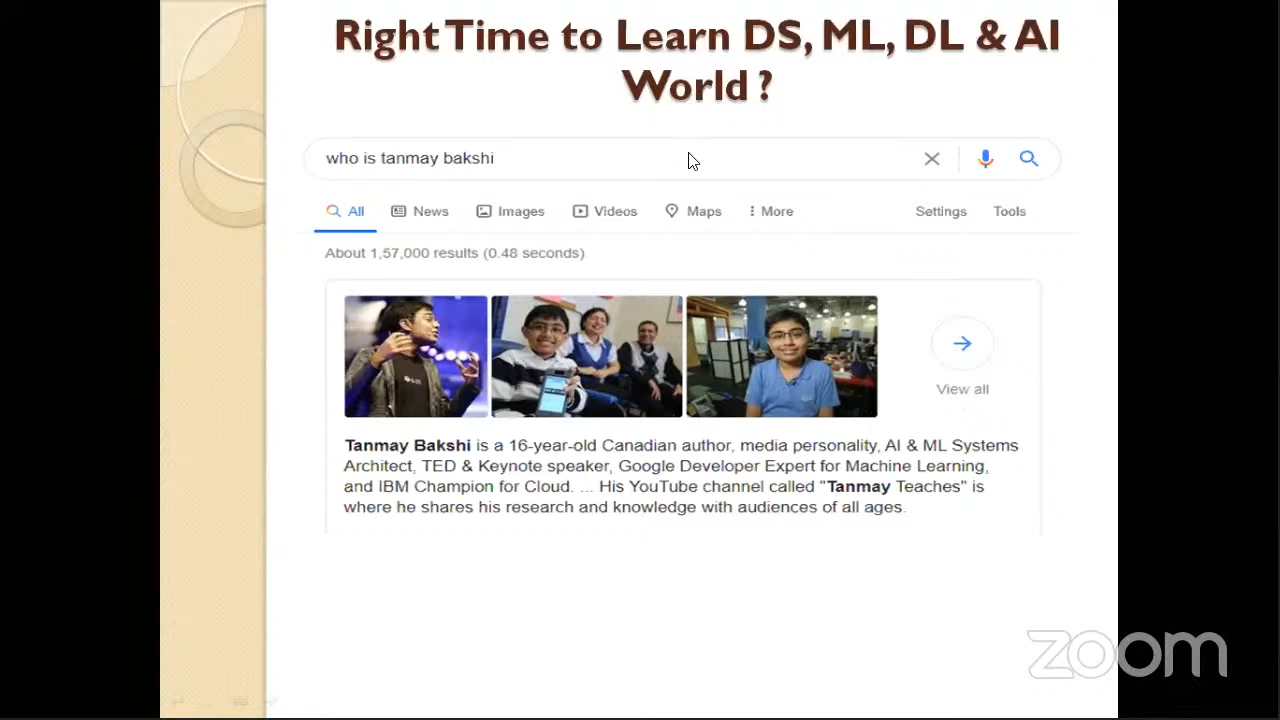 Right Time to Learn DS, ML, DL & AI
World ?
who is tanmay bakshi
All News Images Videos Maps More Settings Tools
About 1,57,000 results (0.48 seconds)
View all
Tanmay Bakshi is a 16-year-old Canadian author, media personality, AI & ML Systems
Architect, TED & Keynote speaker, Google Developer Expert for Machine Learning,
and IBM Champion for Cloud. ... His YouTube channel called "Tanmay Teaches" is
where he shares his research and knowledge with audiences of all ages.
zoom